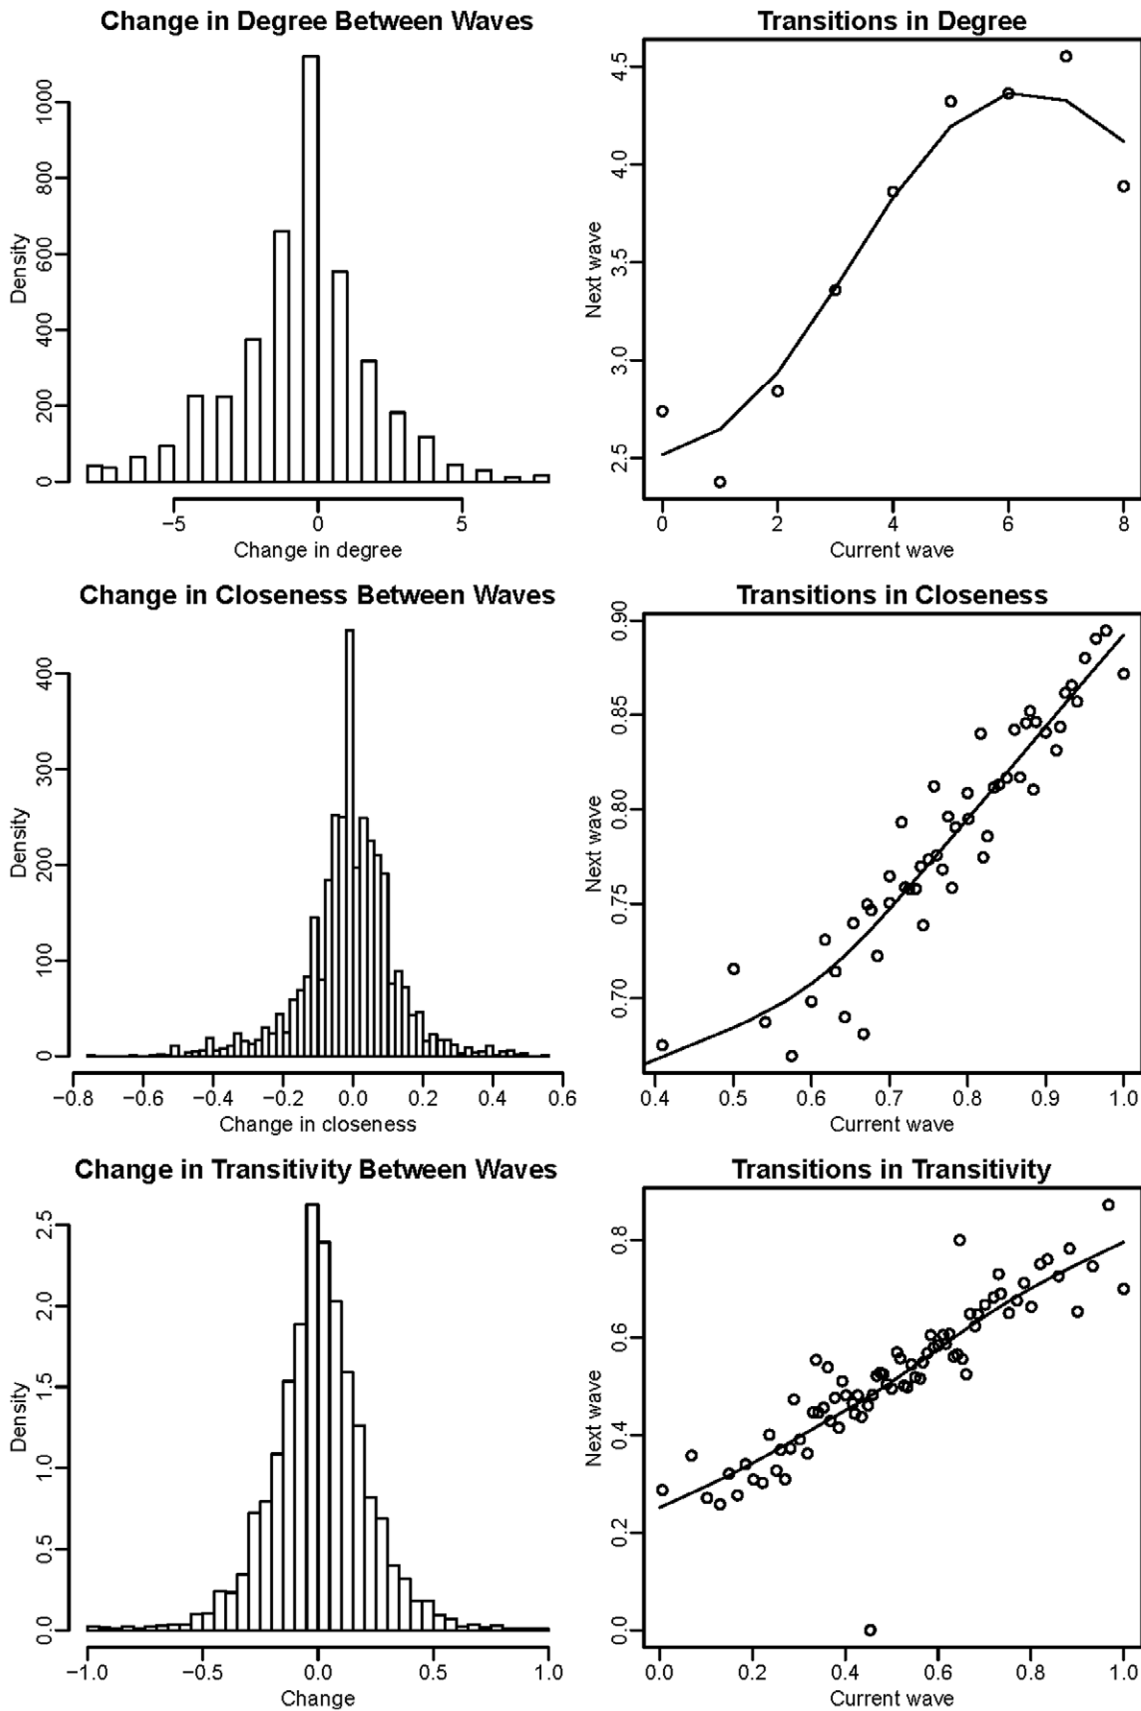 Change in Degree Between Waves
Density
0 200 400 600 800 1000
−5 0 5
Change in degree
Transitions in Degree
Next wave
2.5 3.0 3.5 4.0 4.5
0 2 4 6 8
Current wave
Change in Closeness Between Waves
Density
0 100 200 300 400
−0.8 −0.6 −0.4 −0.2 0.0 0.2 0.4 0.6
Change in closeness
Transitions in Closeness
Next wave
0.70 0.75 0.80 0.85 0.90
0.4 0.5 0.6 0.7 0.8 0.9 1.0
Current wave
Change in Transitivity Between Waves
Density
0.0 0.5 1.0 1.5 2.0 2.5
−1.0 −0.5 0.0 0.5 1.0
Change
Transitions in Transitivity
Next wave
0.0 0.2 0.4 0.6 0.8
0.0 0.2 0.4 0.6 0.8 1.0
Current wave